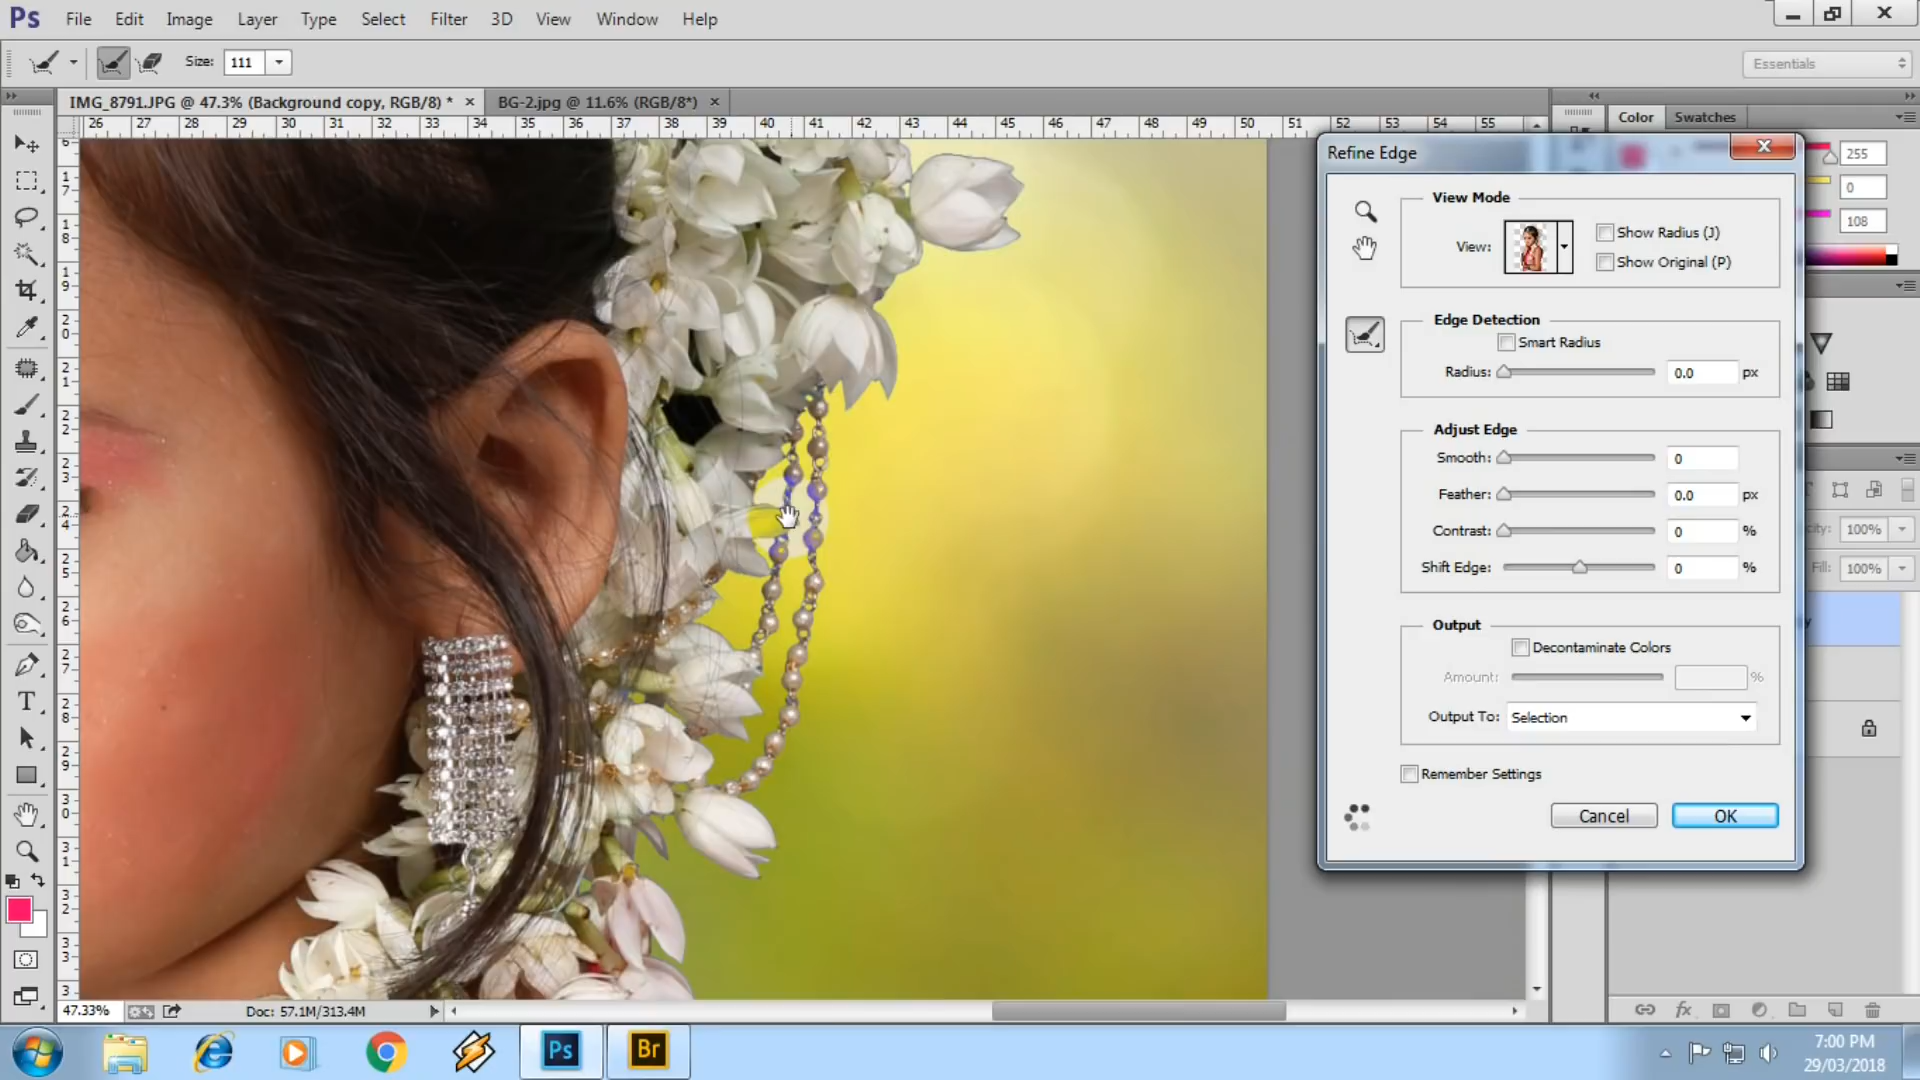 Ps File Edit Image Layer Type Select Filter 3D View Window Help
Size: 111
Essentials
IMG_8791.JPG @ 47.3% (Background copy, RGB/8) * ×
BG-2.jpg @ 11.6% (RGB/8*) ×
26 27 28 29 30 31 32 33 34 35 36 37 38 39 40 41 42 43 44 45 46 47 48 49 50 51 52 53 54 55
Color Swatches
255
0
108
Refine Edge
View Mode
View:
Show Radius (J)
Show Original (P)
Edge Detection
Smart Radius
Radius: 0.0 px
Adjust Edge
Smooth: 0
Feather: 0.0 px
Contrast: 0 %
Shift Edge: 0 %
100%
Fill: 100%
Output
Decontaminate Colors
Amount: %
Output To: Selection
Remember Settings
Cancel OK
47.33% Doc: 57.1M/313.4M
fx
Ps Br
7:00 PM
29/03/2018